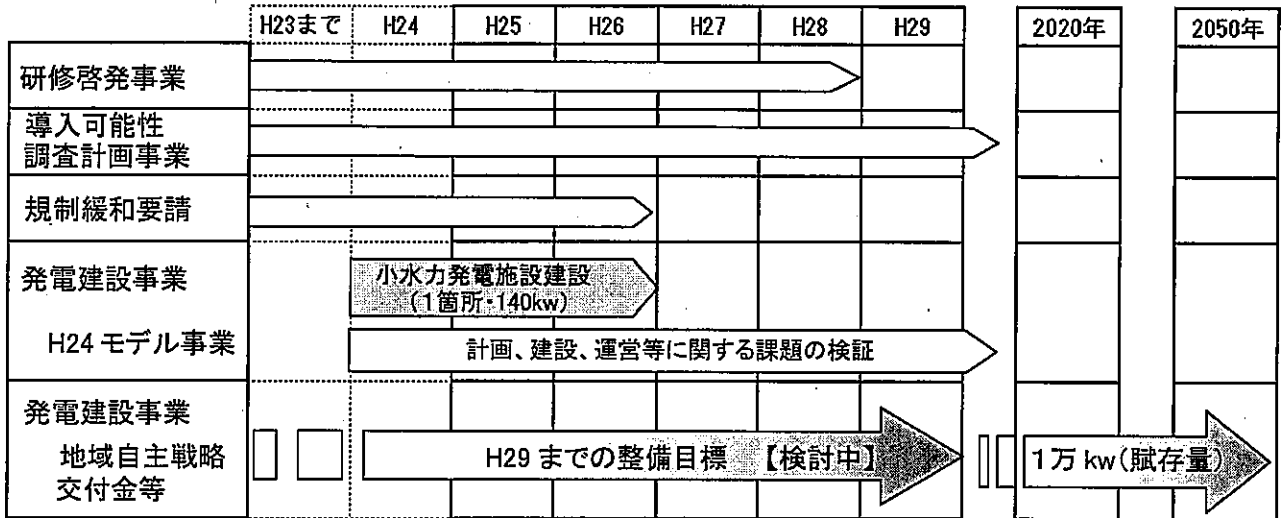 H23まで H24 H25 H26 H27 H28 H29 2020年 2050年
研修啓発事業
導入可能性
調査計画事業
規制緩和要請
発電建設事業
小水力発電施設建設
(1箇所・140kw)
H24 モデル事業
計画、建設、運営等に関する課題の検証
発電建設事業
地域自主戦略
交付金等
H29 までの整備目標 【検討中】
1万 kw(賦存量)